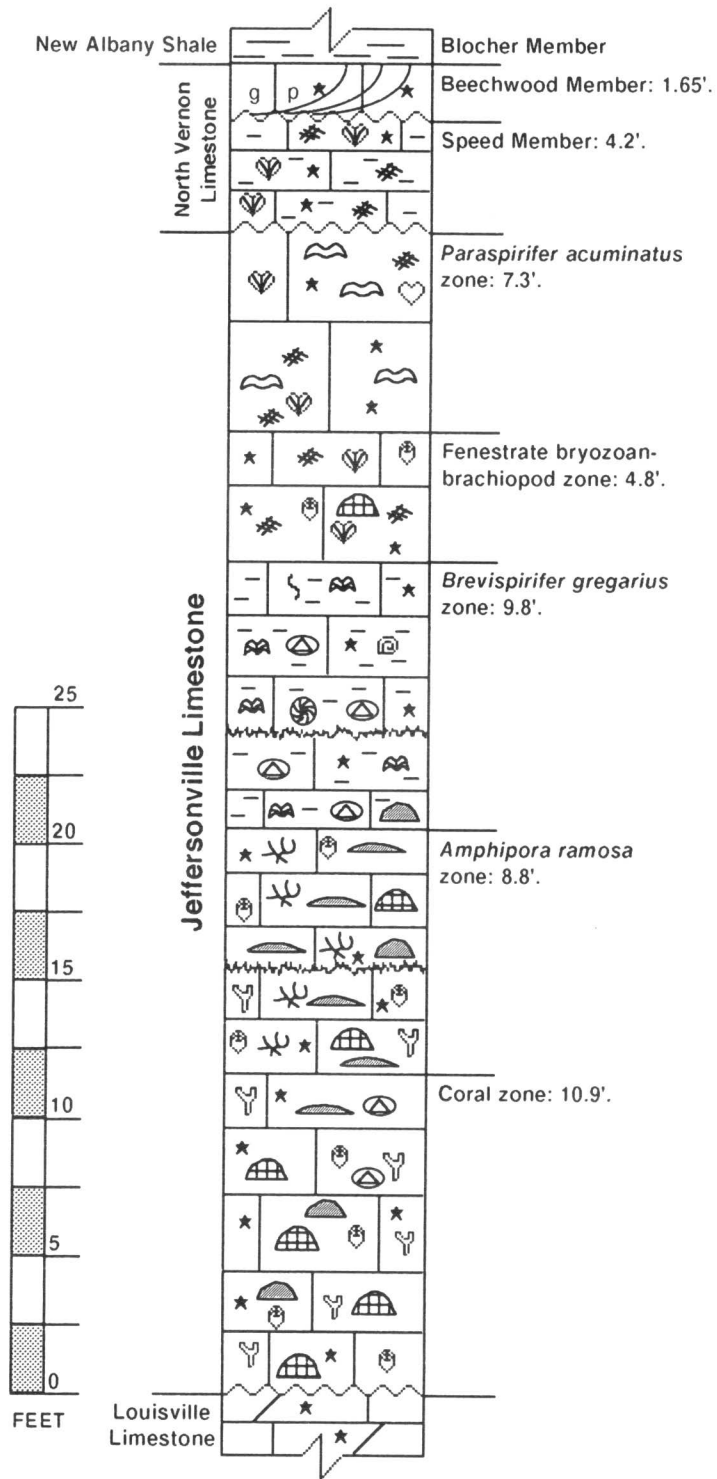 New Albany Shale
Blocher Member
Beechwood Member: 1.65'.
g p
North Vernon
Limestone
Speed Member: 4.2'.
Paraspirifer acuminatus
zone: 7.3'.
Fenestrate bryozoan-
brachiopod zone: 4.8'.
Jeffersonville Limestone
Brevispirifer gregarius
zone: 9.8'.
25
20
Amphipora ramosa
zone: 8.8'.
15
10
Coral zone: 10.9'.
5
0
FEET
Louisville
Limestone